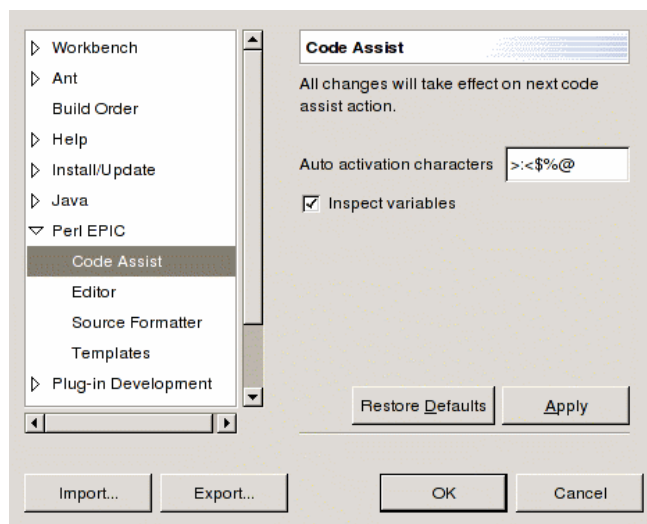 Workbench
Ant
Build Order
Help
Install/Update
Java
Perl EPIC
Code Assist
Editor
Source Formatter
Templates
Plug-in Development
Code Assist
All changes will take effect on next code
assist action.
Auto activation characters >:<$%@
Inspect variables
Restore Defaults Apply
Import... Export... OK Cancel